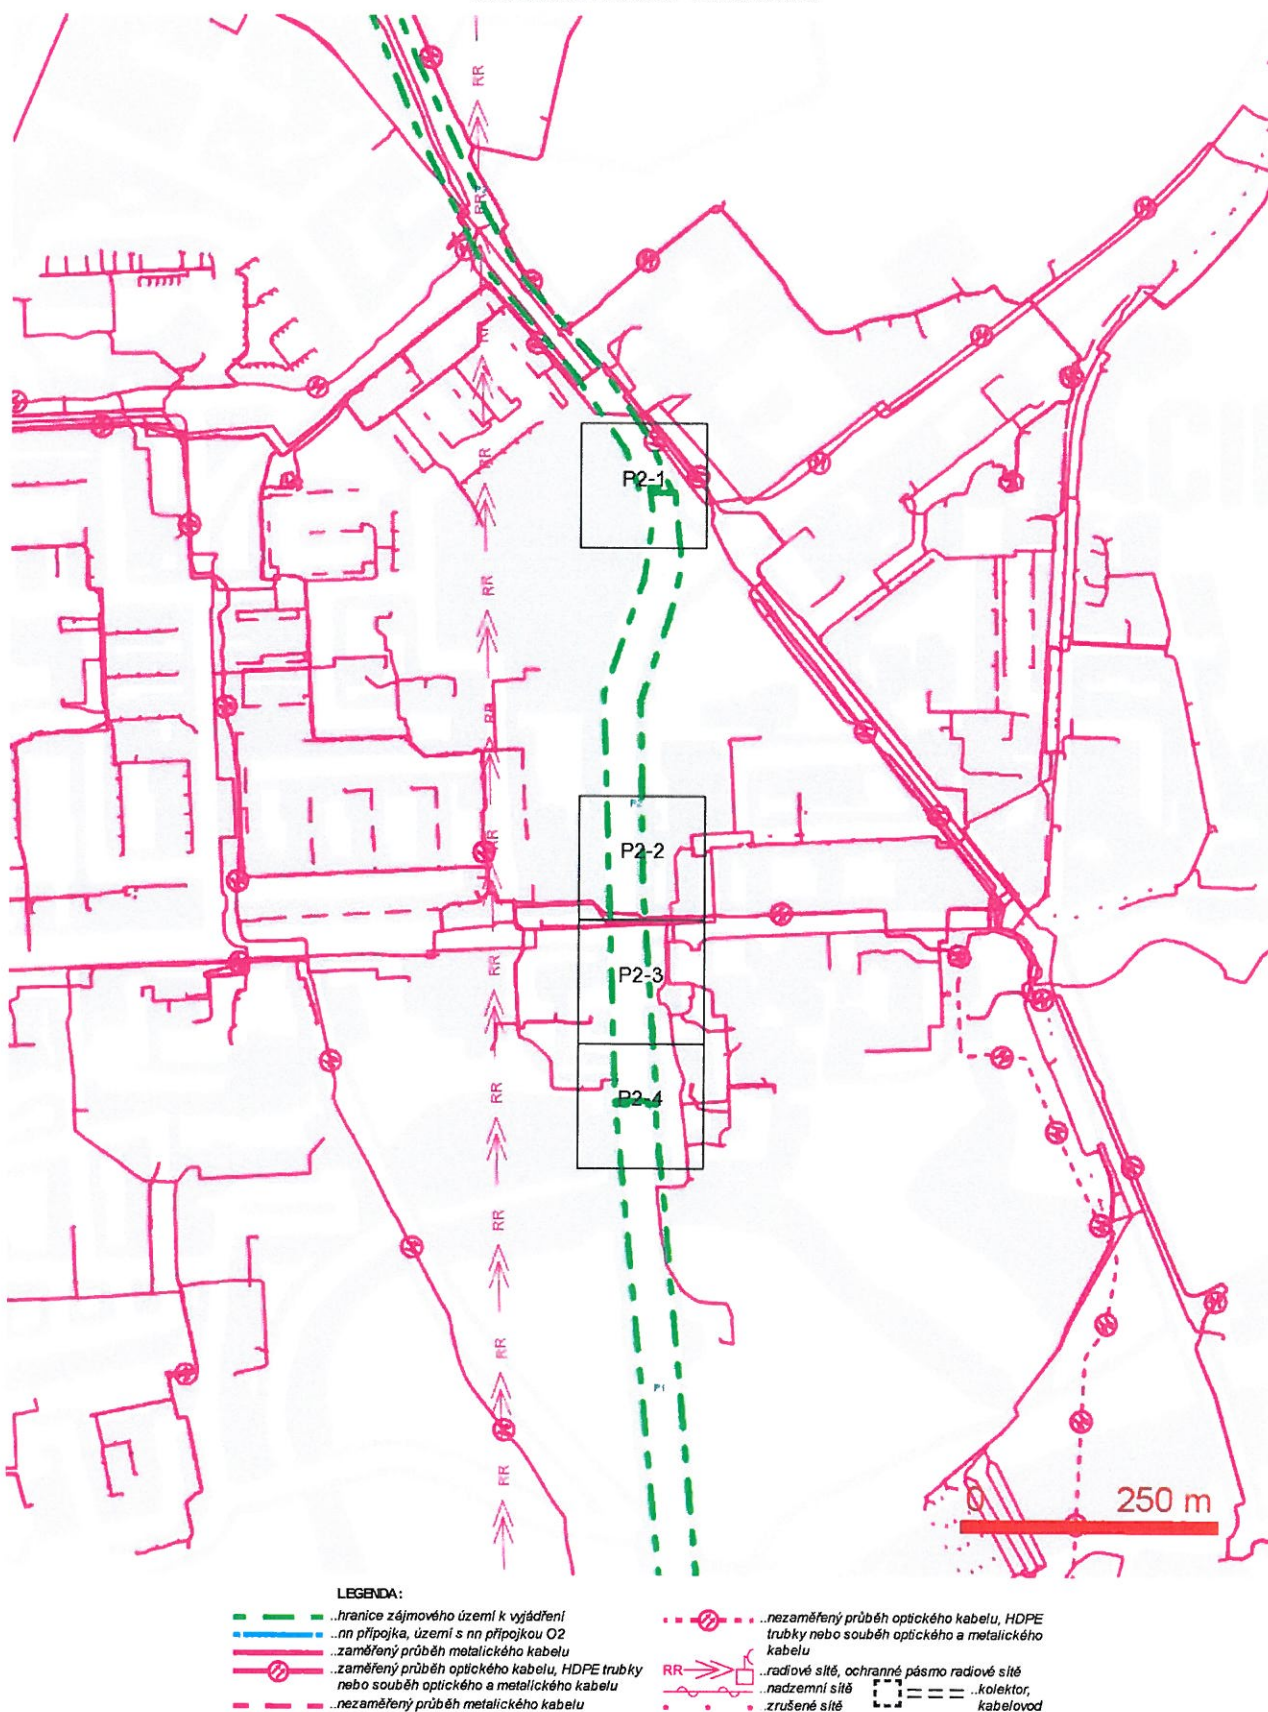 RR
RR
RR
RR
RR
P2-1
RR
RR
P2
RR
P2-2
P2-3
RR
RR
P2-4
RR
RR
P1
RR
0 250 m
LEGENDA:
..hranice zájmového území k vyjádření
..nn přípojka, území s nn přípojkou O2
..zaměřený průběh metalického kabelu
..zaměřený průběh optického kabelu, HDPE trubky
nebo souběh optického a metalického kabelu
..nezaměřený průběh metalického kabelu
..nezaměřený průběh optického kabelu, HDPE
trubky nebo souběh optického a metalického
kabelu
RR ..radiové sítě, ochranné pásmo radiové sítě
..nadzemní sítě
..zrušené sítě
..kolektor,
kabelovod